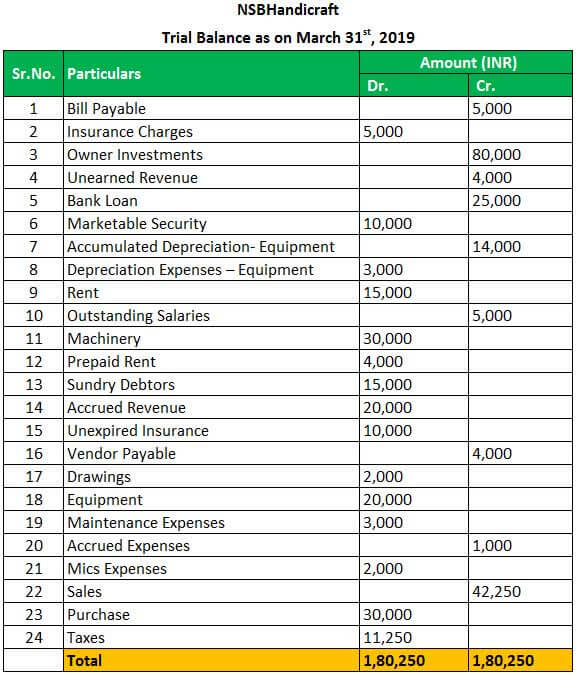 NSBHandicraft
Trial Balance as on March 31st, 2019
Sr.No. Particulars Amount (INR)
Dr. Cr.
1 Bill Payable 5,000
2 Insurance Charges 5,000
3 Owner Investments 80,000
4 Unearned Revenue 4,000
5 Bank Loan 25,000
6 Marketable Security 10,000
7 Accumulated Depreciation- Equipment 14,000
8 Depreciation Expenses – Equipment 3,000
9 Rent 15,000
10 Outstanding Salaries 5,000
11 Machinery 30,000
12 Prepaid Rent 4,000
13 Sundry Debtors 15,000
14 Accrued Revenue 20,000
15 Unexpired Insurance 10,000
16 Vendor Payable 4,000
17 Drawings 2,000
18 Equipment 20,000
19 Maintenance Expenses 3,000
20 Accrued Expenses 1,000
21 Mics Expenses 2,000
22 Sales 42,250
23 Purchase 30,000
24 Taxes 11,250
Total 1,80,250 1,80,250